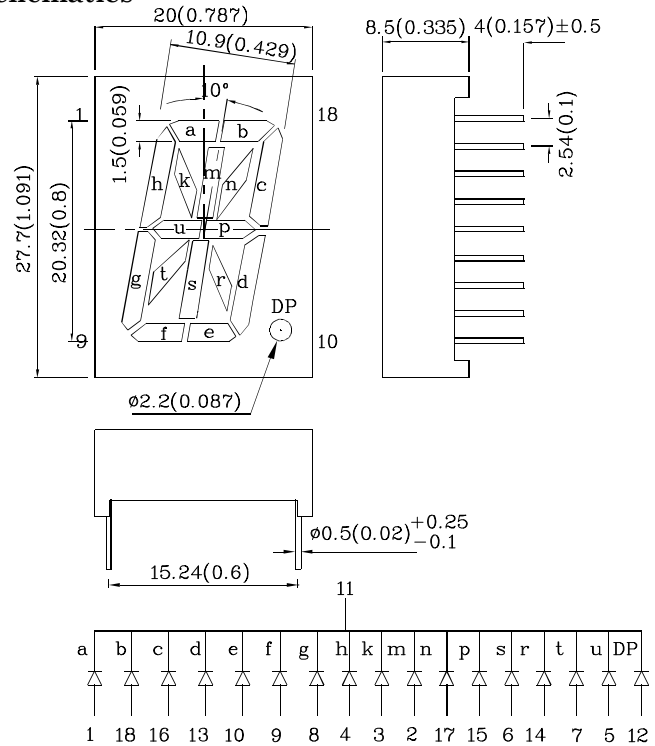 20(0.787)
8.5(0.335) 4(0.157)±0.5
10.9(0.429)
10°
1 18
1.5(0.059)
2.54(0.1)
a b
h k m n c
27.7(1.091)
20.32(0.8)
u p
g t s r d
DP
f e
9 10
ø2.2(0.087)
ø0.5(0.02)+0.25
−0.1
15.24(0.6)
11
a b c d e f g h k m n p s r t u DP
1 18 16 13 10 9 8 4 3 2 17 15 6 14 7 5 12